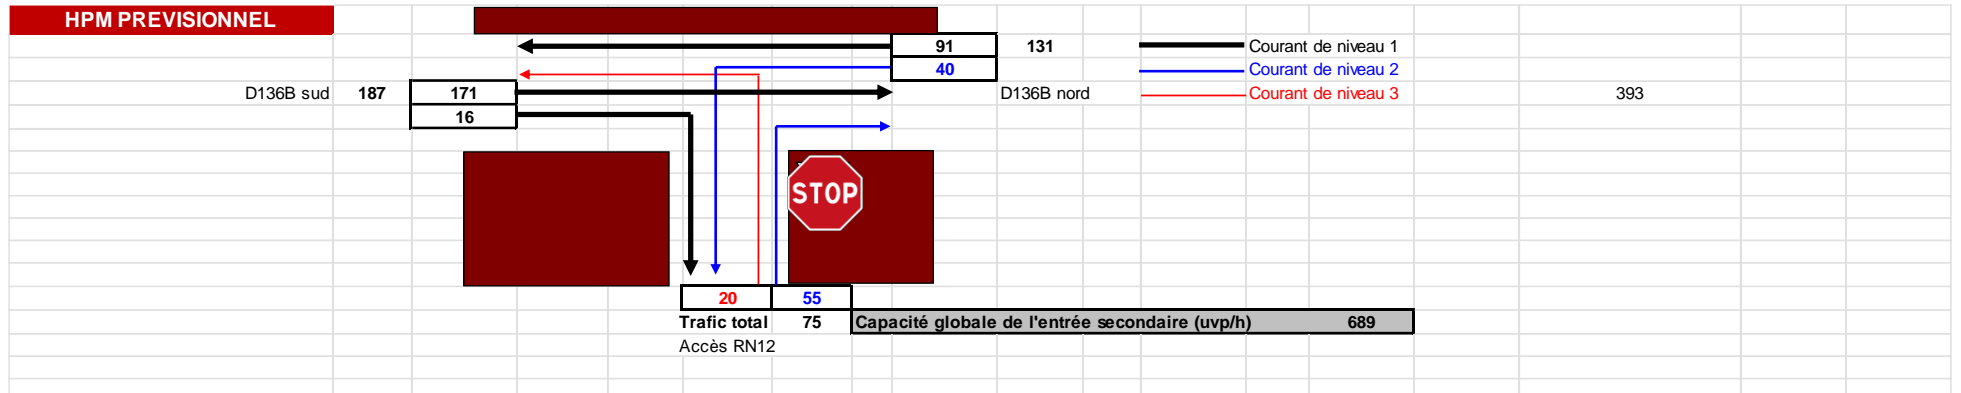 HPM PREVISIONNEL
91 131 Courant de niveau 1
40 Courant de niveau 2
D136B sud 187 171 D136B nord Courant de niveau 3 393
16
STOP
20 55
Trafic total 75 Capacité globale de l'entrée secondaire (uvp/h) 689
Accès RN12